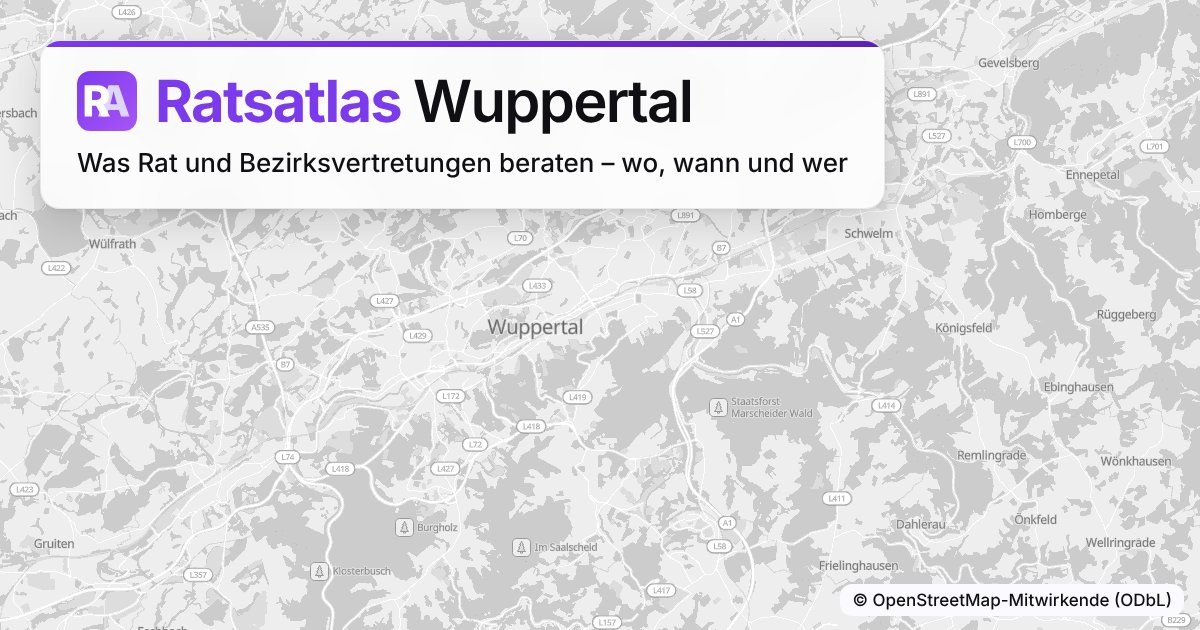 L426
Gevelsberg
RA
Ratsatlas Wuppertal
L891
ersbach
L527
L700
L701
Was Rat und Bezirksvertretungen beraten – wo, wann und wer
Ennepetal
ach
L891
Homberge
Schwelm
L70
Wülfrath
B7
L422
L433
L58
L427
Rüggeberg
A1
Wuppertal
A535
L527
Königsfeld
L429
B7
Ebinghausen
L172
L419
Staatsforst
Marscheider Wald
L414
L418
L72
L74
Remlingrade
L418
L427
Wönkhausen
L423
L411
Önkfeld
A1
Dahlerau
Burgholz
Gruiten
Im Saalscheid
L58
Wellringrade
Frielinghausen
Klosterbusch
L357
L417
© OpenStreetMap-Mitwirkende (ODbL)
L157
B229